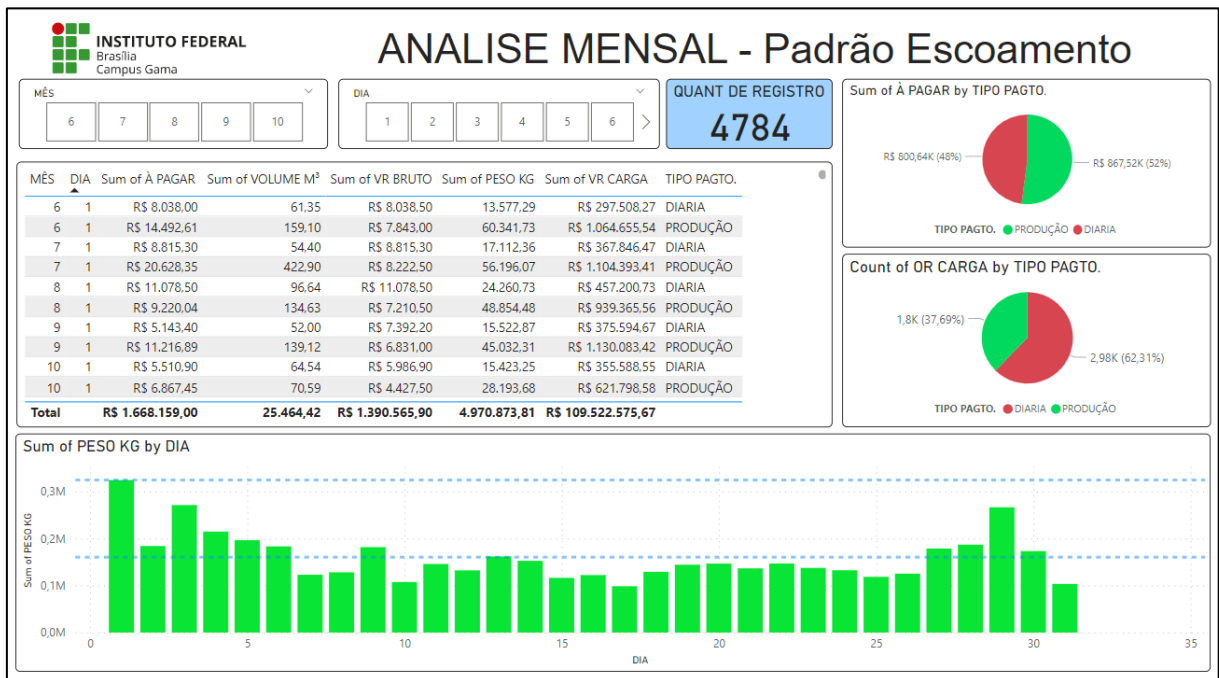 INSTITUTO FEDERAL
Brasília
Campus Gama
ANALISE MENSAL - Padrão Escoamento
MÊS
6 7 8 9 10
DIA
1 2 3 4 5 6
QUANT DE REGISTRO
4784
Sum of À PAGAR by TIPO PAGTO.
R$ 800,64K (48%)
R$ 867,52K (52%)
TIPO PAGTO. PRODUÇÃO DIARIA
MÊS DIA Sum of À PAGAR Sum of VOLUME M³ Sum of VR BRUTO Sum of PESO KG Sum of VR CARGA TIPO PAGTO.
6 1 R$ 8.038,00 61,35 R$ 8.038,50 13.577,29 R$ 297.508,27 DIARIA
6 1 R$ 14.492,61 159,10 R$ 7.843,00 60.341,73 R$ 1.064.655,54 PRODUÇÃO
7 1 R$ 8.815,30 54,40 R$ 8.815,30 17.112,36 R$ 367.846,47 DIARIA
7 1 R$ 20.628,35 422,90 R$ 8.222,50 56.196,07 R$ 1.104.393,41 PRODUÇÃO
8 1 R$ 11.078,50 96,64 R$ 11.078,50 24.260,73 R$ 457.200,73 DIARIA
8 1 R$ 9.220,04 134,63 R$ 7.210,50 48.854,48 R$ 939.365,56 PRODUÇÃO
9 1 R$ 5.143,40 52,00 R$ 7.392,20 15.522,87 R$ 375.594,67 DIARIA
9 1 R$ 11.216,89 139,12 R$ 6.831,00 45.032,31 R$ 1.130.083,42 PRODUÇÃO
10 1 R$ 5.510,90 64,54 R$ 5.986,90 15.423,25 R$ 355.588,55 DIARIA
10 1 R$ 6.867,45 70,59 R$ 4.427,50 28.193,68 R$ 621.798,58 PRODUÇÃO
Total R$ 1.668.159,00 25.464,42 R$ 1.390.565,90 4.970.873,81 R$ 109.522.575,67
Count of OR CARGA by TIPO PAGTO.
1,8K (37,69%)
2,98K (62,31%)
TIPO PAGTO. DIARIA PRODUÇÃO
Sum of PESO KG by DIA
Sum of PESO KG
0,3M
0,2M
0,1M
0,0M
0 5 10 15 20 25 30 35
DIA